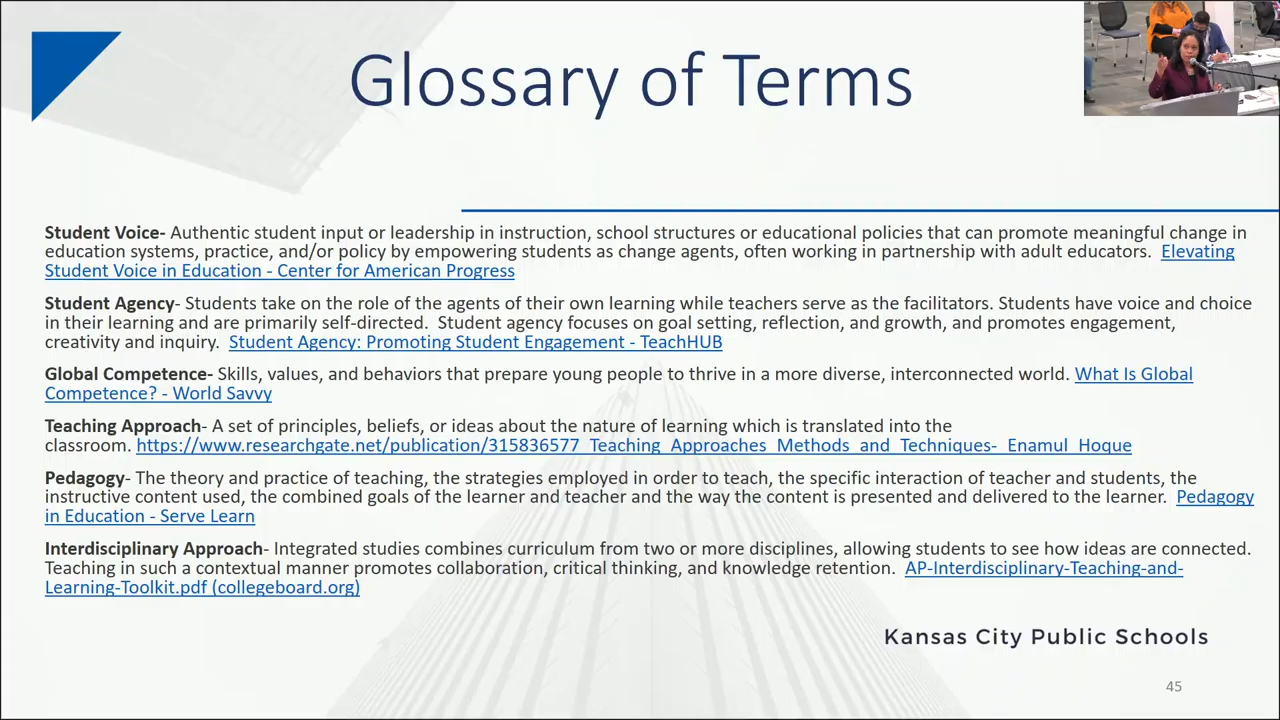 Glossary of Terms
Student Voice- Authentic student input or leadership in instruction, school structures or educational policies that can promote meaningful change in
education systems, practice, and/or policy by empowering students as change agents, often working in partnership with adult educators. Elevating
Student Voice in Education - Center for American Progress
Student Agency- Students take on the role of the agents of their own learning while teachers serve as the facilitators. Students have voice and choice
in their learning and are primarily self-directed. Student agency focuses on goal setting, reflection, and growth, and promotes engagement,
creativity and inquiry. Student Agency: Promoting Student Engagement - TeachHUB
Global Competence- Skills, values, and behaviors that prepare young people to thrive in a more diverse, interconnected world. What Is Global
Competence? - World Savvy
Teaching Approach- A set of principles, beliefs, or ideas about the nature of learning which is translated into the
classroom. https://www.researchgate.net/publication/315836577_Teaching_Approaches_Methods_and_Techniques-_Enamul_Hoque
Pedagogy- The theory and practice of teaching, the strategies employed in order to teach, the specific interaction of teacher and students, the
instructive content used, the combined goals of the learner and teacher and the way the content is presented and delivered to the learner. Pedagogy
in Education - Serve Learn
Interdisciplinary Approach- Integrated studies combines curriculum from two or more disciplines, allowing students to see how ideas are connected.
Teaching in such a contextual manner promotes collaboration, critical thinking, and knowledge retention. AP-Interdisciplinary-Teaching-and-
Learning-Toolkit.pdf (collegeboard.org)
Kansas City Public Schools
45